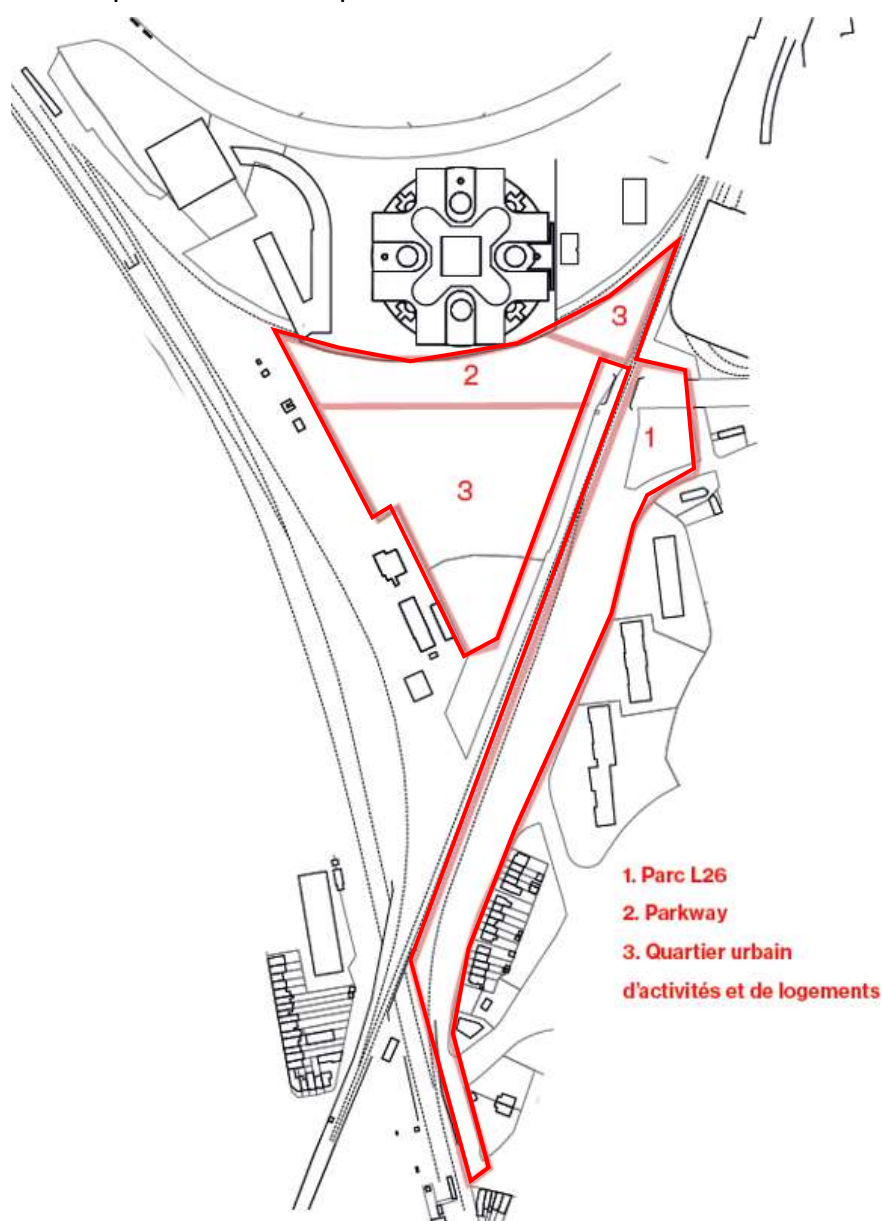 3
2
1
3
1. Parc L26
2. Parkway
3. Quartier urbain
d'activités et de logements